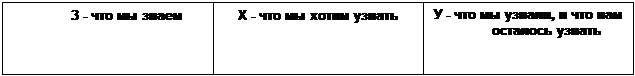 З - что мы знаем
Х - что мы хотим узнать
У - что мы узнали, и что нам
осталось узнать